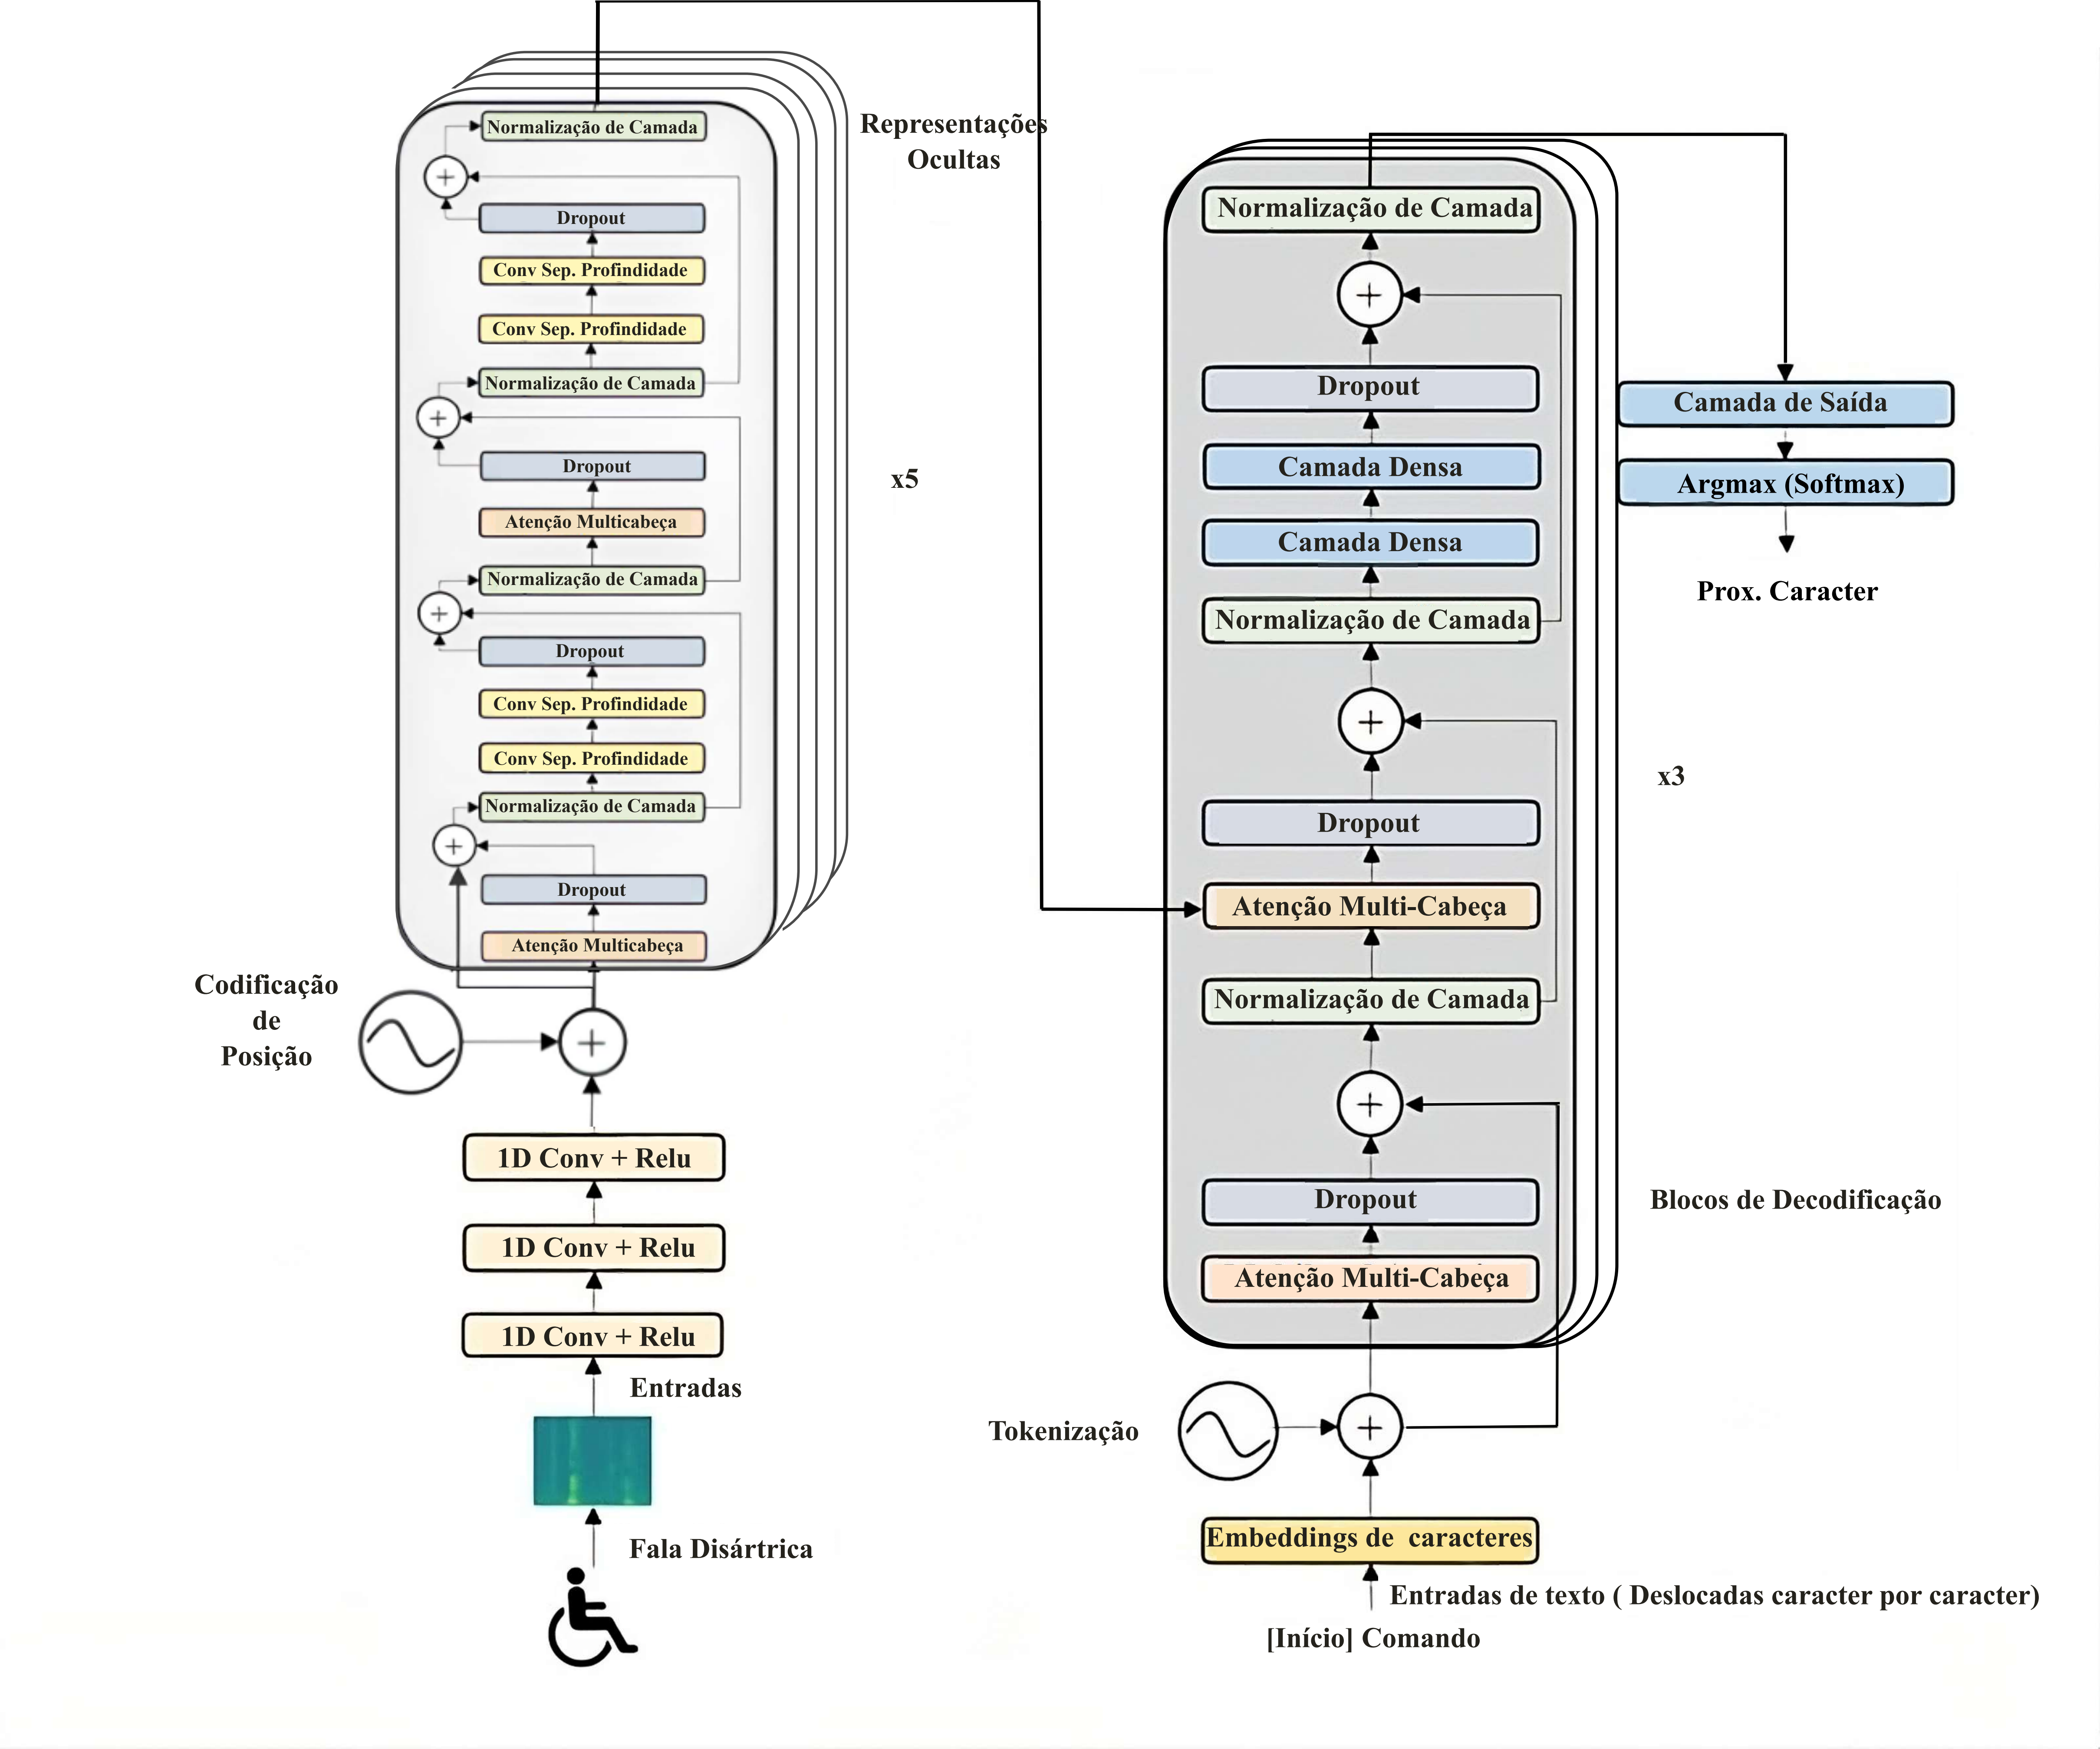 Normalização de Camada
Dropout
Conv Sep. Profindidade
Conv Sep. Profindidade
Normalização de Camada
Dropout
Atenção Multicabeça
Normalização de Camada
Dropout
Conv Sep. Profindidade
Conv Sep. Profindidade
Normalização de Camada
Dropout
Atenção Multicabeça
Representações
Ocultas
x5
Codificação
de
Posição
1D Conv + Relu
1D Conv + Relu
1D Conv + Relu
Entradas
Fala Disártrica
Normalização de Camada
Dropout
Camada Densa
Camada Densa
Normalização de Camada
Dropout
Atenção Multi-Cabeça
Normalização de Camada
Dropout
Atenção Multi-Cabeça
Camada de Saída
Argmax (Softmax)
Prox. Caracter
x3
Blocos de Decodificação
Tokenização
Embeddings de caracteres
Entradas de texto ( Deslocadas caracter por caracter)
[Início] Comando